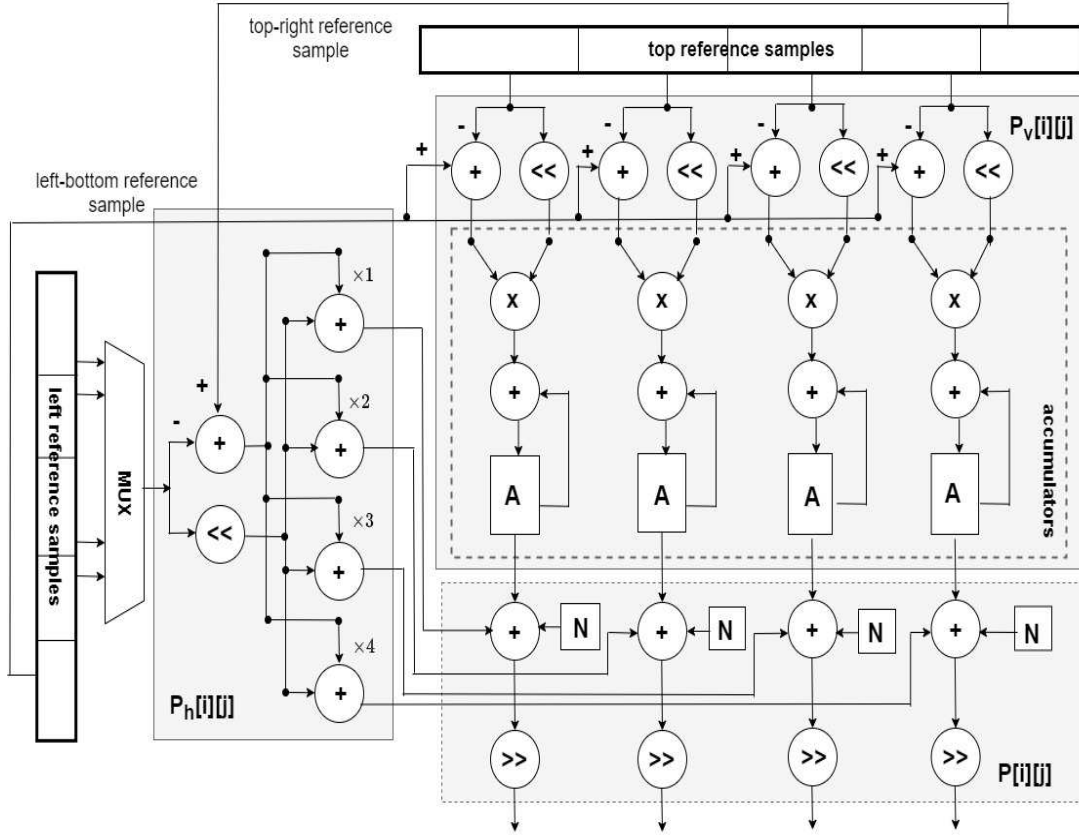 top-right reference
sample
top reference samples
P_v[i][j]
- - - -
+ + + +
+ << + << + << + <<
left-bottom reference
sample
×1
+
x x x x
+
×2
+ + + +
left reference samples
MUX
-
+
+
accumulators
A A A A
×3
<<
+
+ N + N + N + N
×4
+
P_h[i][j]
>> >> >> >>
P[i][j]